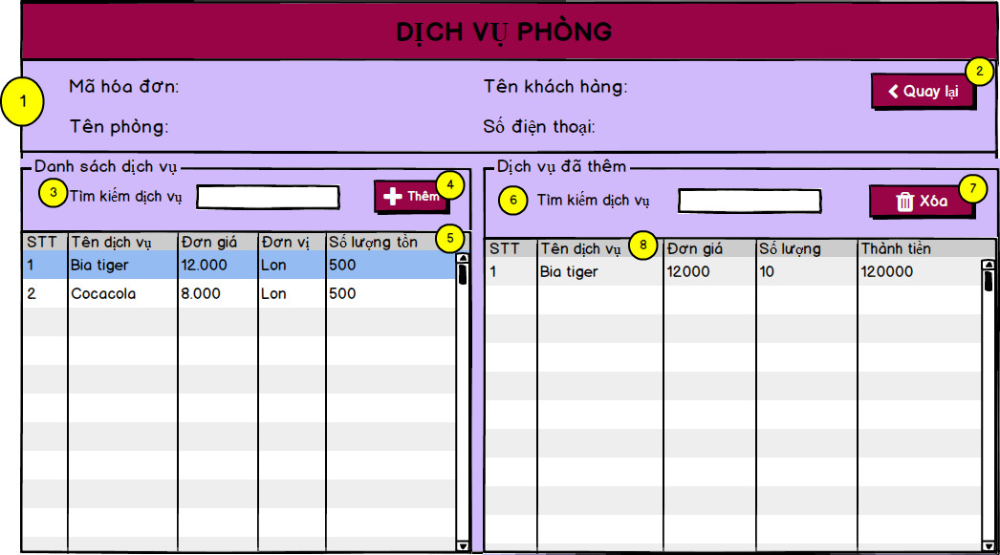 DỊCH VỤ PHÒNG
1
Mã hóa đơn:
Tên khách hàng:
2
Quay lại
Tên phòng:
Số điện thoại:
Danh sách dịch vụ
3
Tìm kiếm dịch vụ
4
Thêm
5
STT Tên dịch vụ Đơn giá Đơn vị Số lượng tồn
1 Bia tiger 12.000 Lon 500
2 Cocacola 8.000 Lon 500
Dịch vụ đã thêm
6
Tìm kiếm dịch vụ
7
Xóa
8
STT Tên dịch vụ Đơn giá Số lượng Thành tiền
1 Bia tiger 12000 10 120000